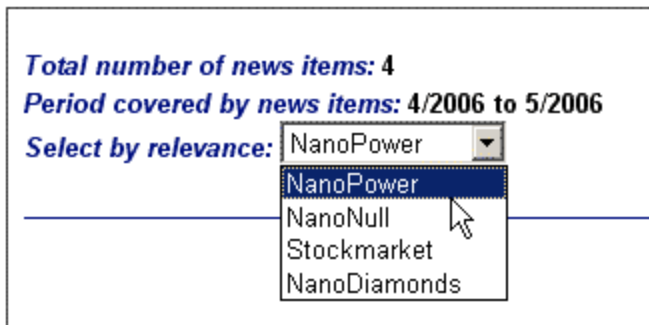 Total number of news items: 4
Period covered by news items: 4/2006 to 5/2006
Select by relevance: NanoPower
NanoPower
NanoNull
Stockmarket
NanoDiamonds